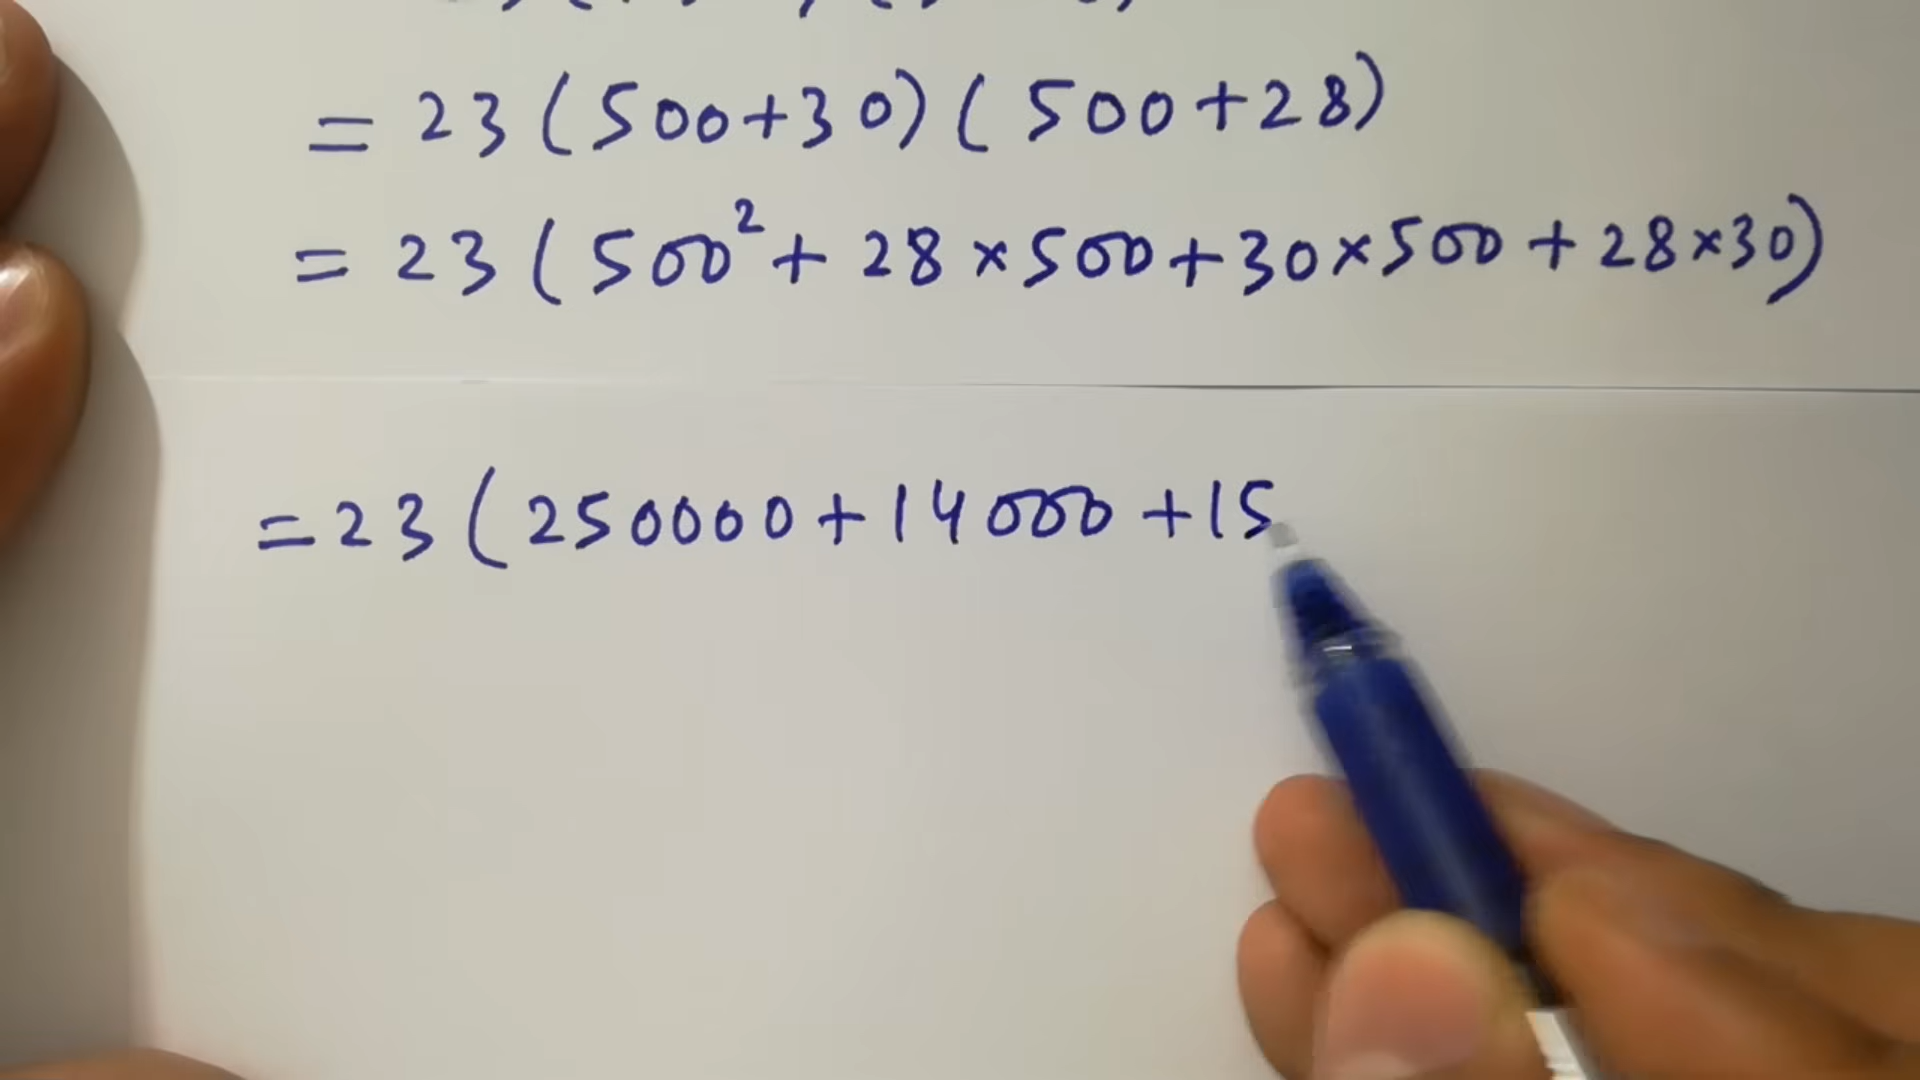 = 23 (500+30) (500+28)
= 23 (500² + 28 × 500 + 30 × 500 + 28 × 30)
= 23 (250000 + 14000 + 15